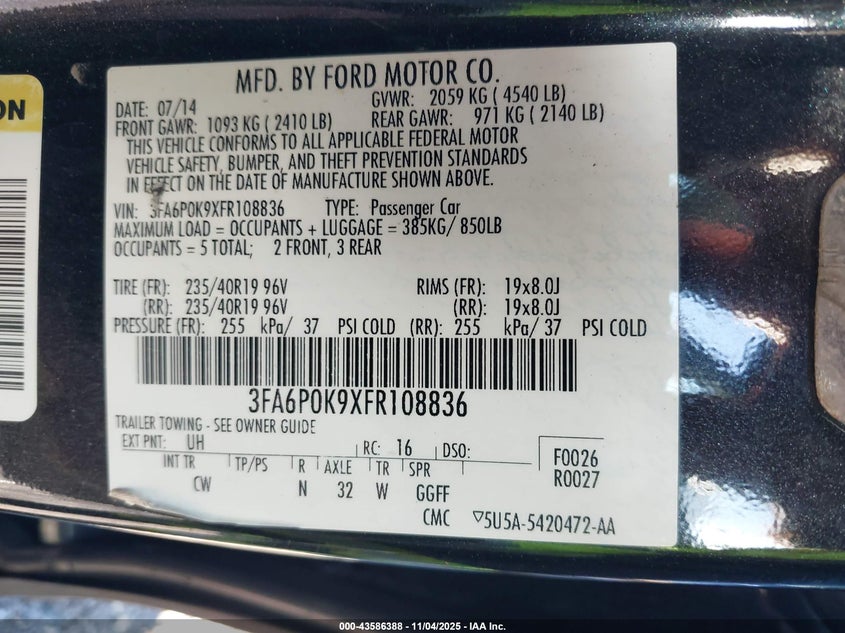 ON
MFD. BY FORD MOTOR CO.
DATE: 07/14 GVWR: 2059 KG ( 4540 LB)
FRONT GAWR: 1093 KG ( 2410 LB) REAR GAWR: 971 KG ( 2140 LB)
THIS VEHICLE CONFORMS TO ALL APPLICABLE FEDERAL MOTOR
VEHICLE SAFETY, BUMPER, AND THEFT PREVENTION STANDARDS
IN EFFECT ON THE DATE OF MANUFACTURE SHOWN ABOVE.
VIN: 3FA6P0K9XFR108836 TYPE: Passenger Car
MAXIMUM LOAD = OCCUPANTS + LUGGAGE = 385KG/ 850LB
OCCUPANTS = 5 TOTAL; 2 FRONT, 3 REAR
TIRE (FR): 235/40R19 96V RIMS (FR): 19x8.0J
(RR): 235/40R19 96V (RR): 19x8.0J
PRESSURE (FR): 255 kPa/ 37 PSI COLD (RR): 255 kPa/ 37 PSI COLD
3FA6P0K9XFR108836
TRAILER TOWING - SEE OWNER GUIDE
EXT PNT: UH RC: 16 DSO: F0026
INT TR TP/PS R AXLE TR SPR R0027
CW N 32 W GGFF
CMC ▽5U5A-5420472-AA
000-43586388 - 11/04/2025 - IAA Inc.